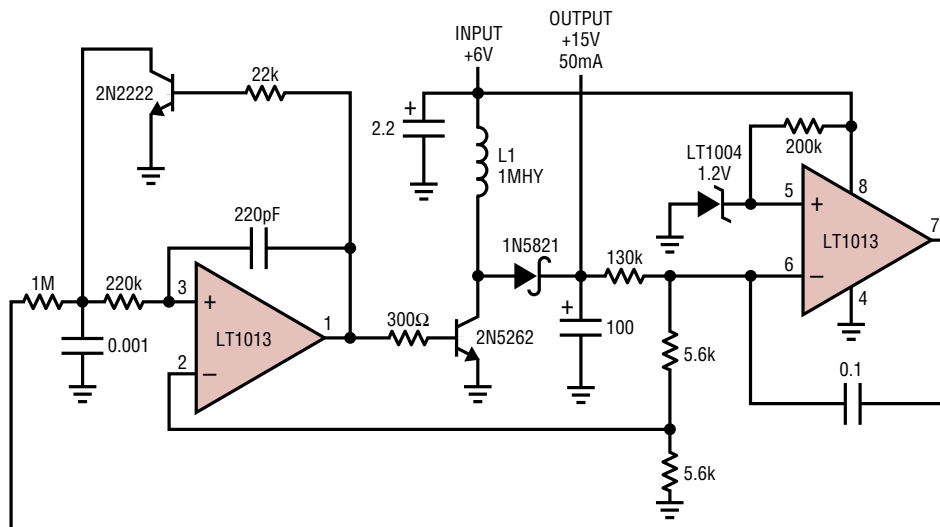 INPUT
+6V
OUTPUT
+15V
50mA
2N2222
22k
+
2.2
L1
1MHY
200k
LT1004
1.2V
5
+
8
LT1013
7
6
–
4
220pF
1N5821
130k
1M
220k
3
+
LT1013
1
2
–
0.001
300Ω
2N5262
+
100
5.6k
0.1
5.6k